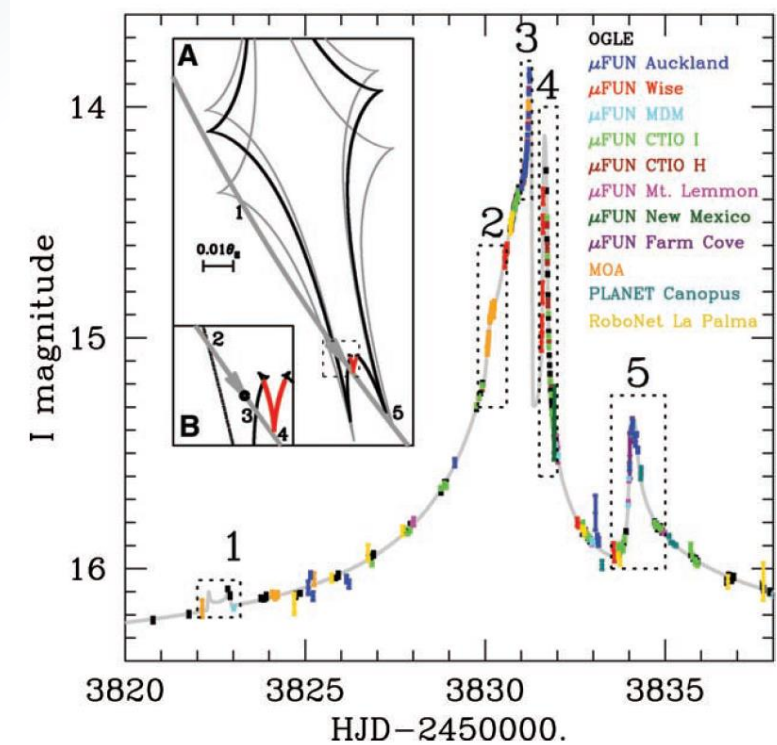 3
4
OGLE
μFUN Auckland
μFUN Wise
μFUN MDM
μFUN CTIO I
μFUN CTIO H
μFUN Mt. Lemmon
μFUN New Mexico
μFUN Farm Cove
MOA
PLANET Canopus
RoboNet La Palma
A
1
0.01θE
2
3
4
5
B
2
5
1
14
15
16
I magnitude
3820 3825 3830 3835
HJD-2450000.